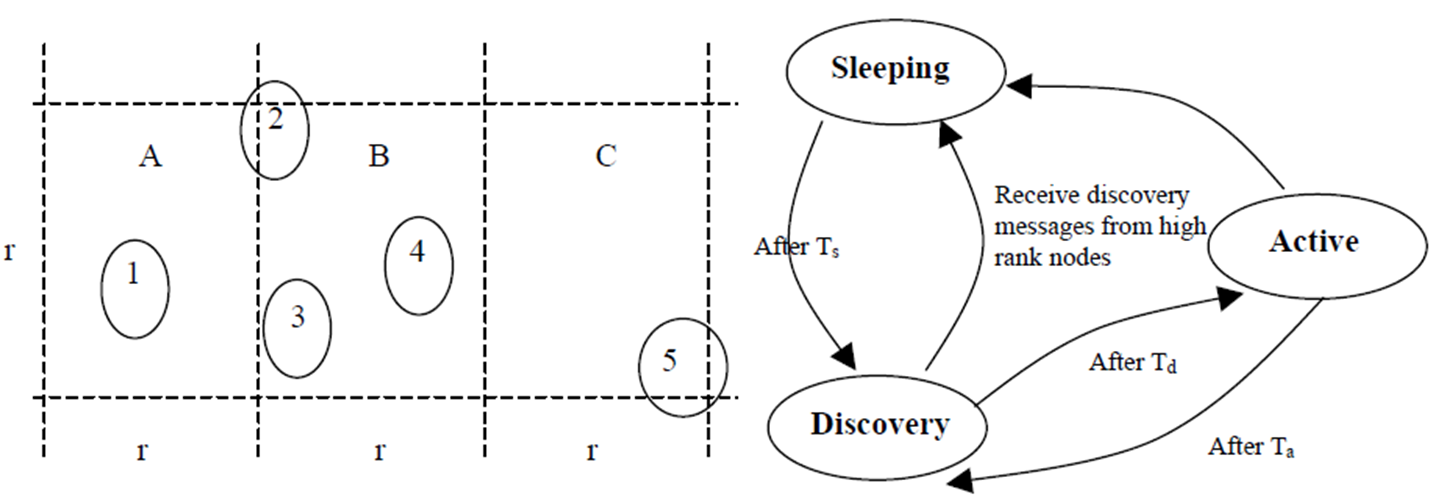 2
A
B
C
r
1
4
3
5
r
r
r
Sleeping
After Ts
Receive discovery
messages from high
rank nodes
Active
After Td
Discovery
After Ta